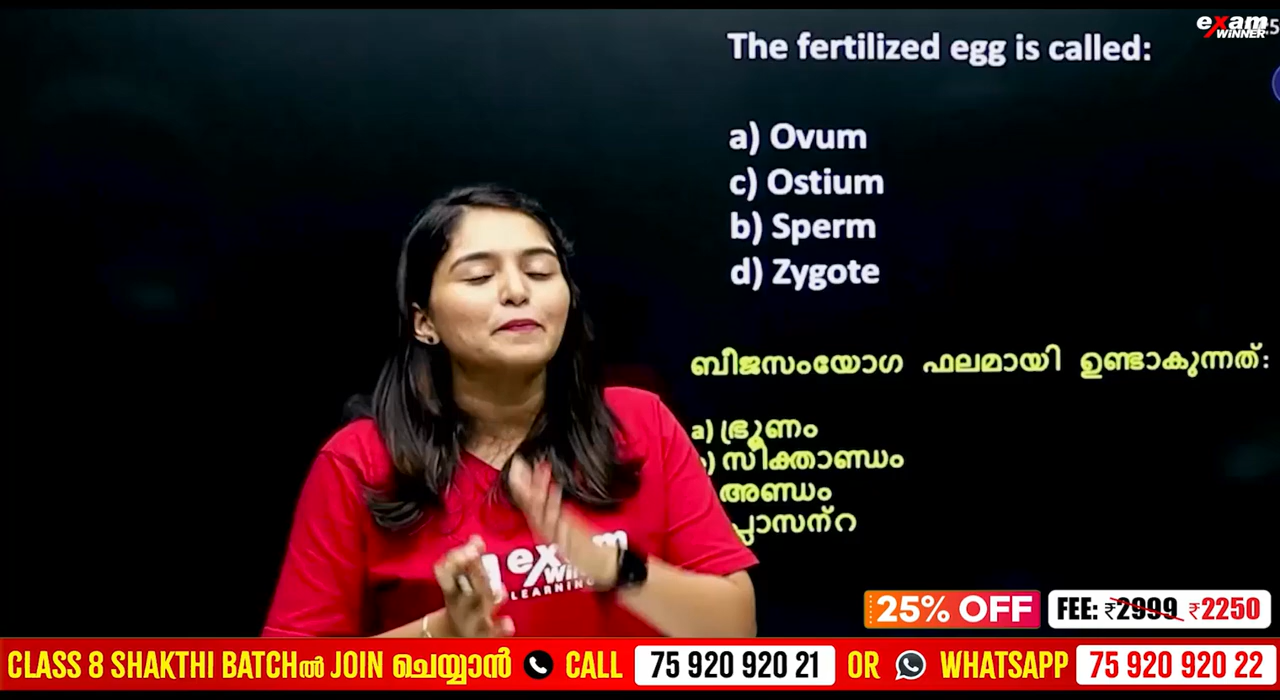 exam
WINNER
The fertilized egg is called:
a) Ovum
c) Ostium
b) Sperm
d) Zygote
ബീജസംയോഗ ഫലമായി ഉണ്ടാകുന്നത്:
a) ഭ്രൂണം
) സിക്താണ്ഡം
അണ്ഡം
പ്ലാസന്റ
LEARNING
25% OFF
FEE: ₹2999 ₹2250
CLASS 8 SHAKTHI BATCHൽ JOIN ചെയ്യാൻ CALL 75 920 920 21 OR WHATSAPP 75 920 920 22